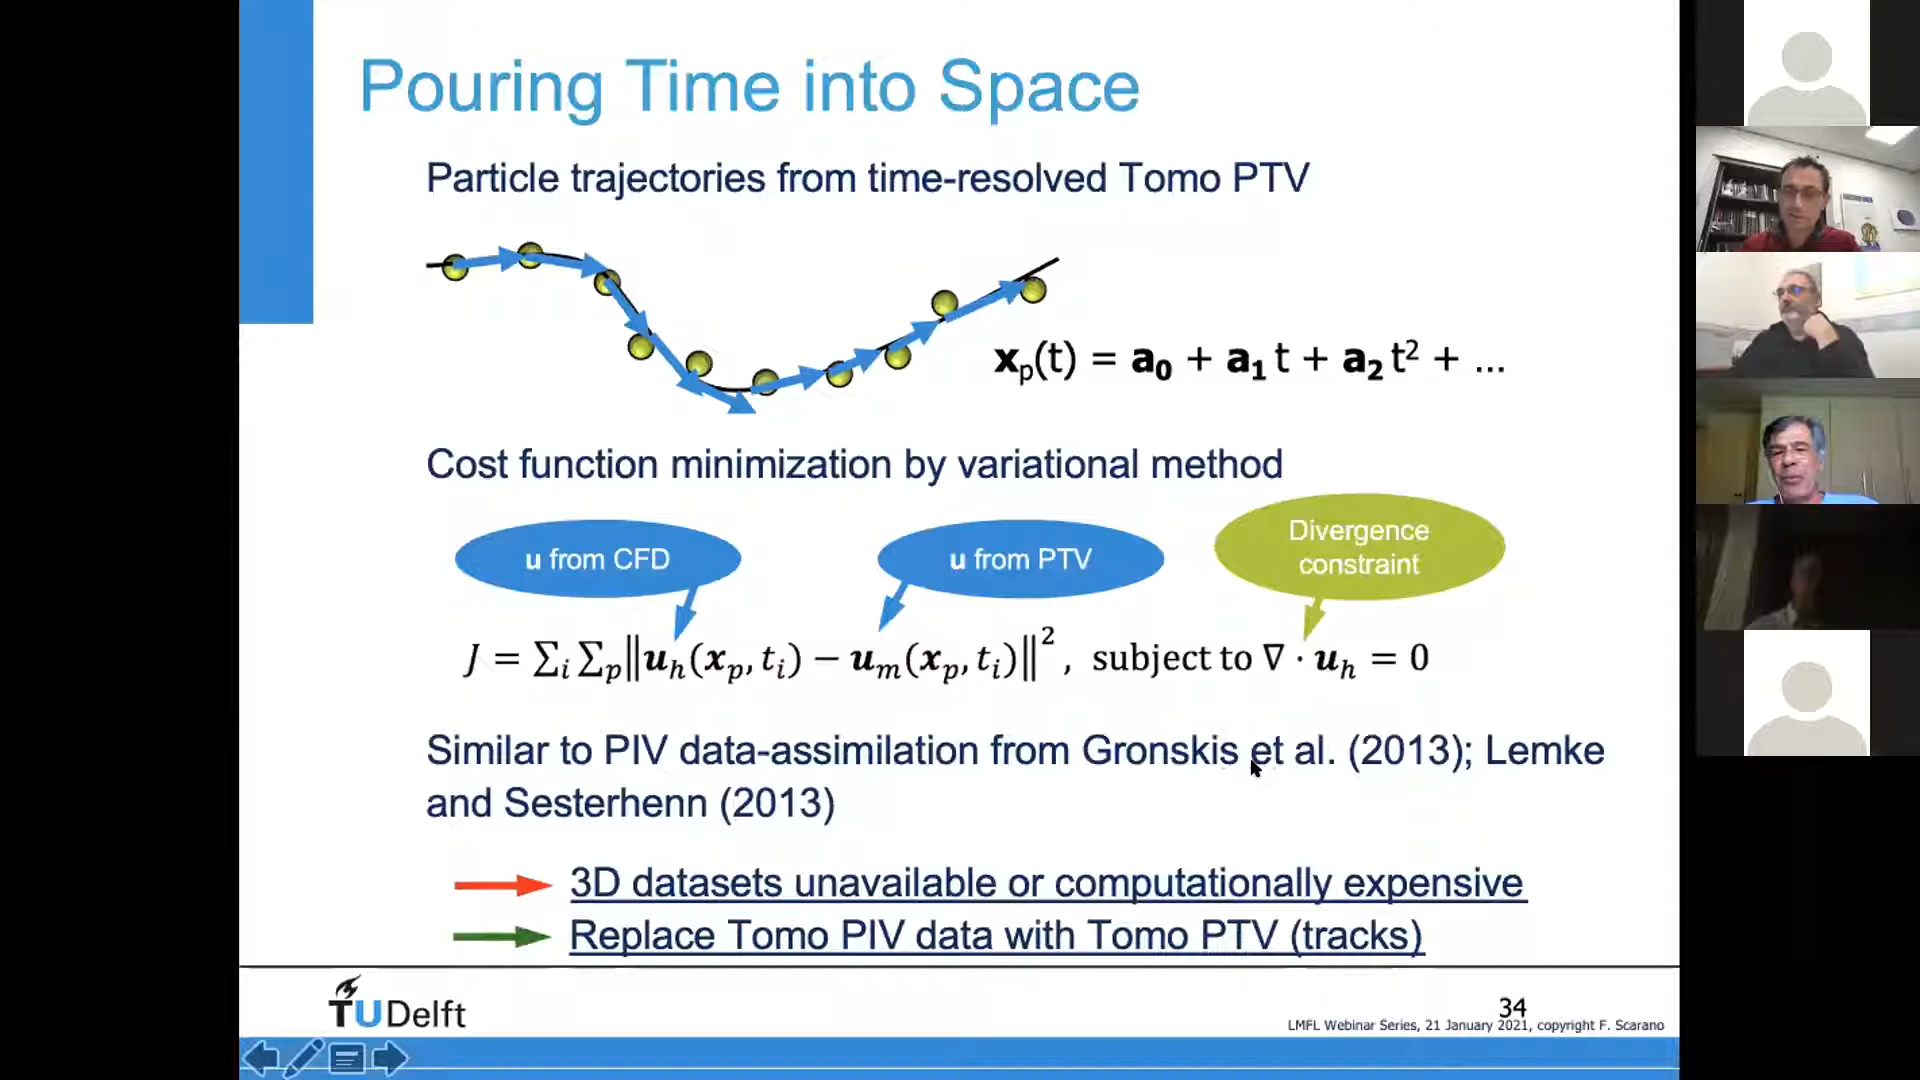 Pouring Time into Space
Particle trajectories from time-resolved Tomo PTV
𝐱ₚ(t) = 𝐚₀ + 𝐚₁ t + 𝐚₂ t² + ...
Cost function minimization by variational method
u from CFD
u from PTV
Divergence
constraint
J = ∑ᵢ ∑ₚ‖𝒖ₕ(𝒙ₚ, tᵢ) − 𝒖ₘ(𝒙ₚ, tᵢ)‖², subject to ∇ · 𝒖ₕ = 0
Similar to PIV data-assimilation from Gronskis et al. (2013); Lemke
and Sesterhenn (2013)
3D datasets unavailable or computationally expensive
Replace Tomo PIV data with Tomo PTV (tracks)
TUDelft
34
LMFL Webinar Series, 21 January 2021, copyright F. Scarano